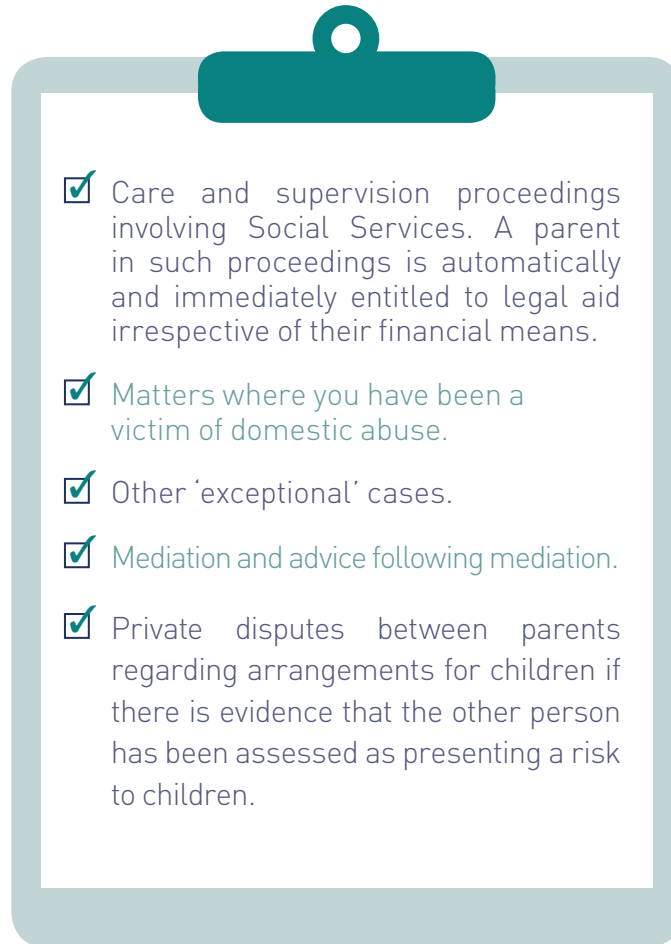 Care and supervision proceedings
involving Social Services. A parent
in such proceedings is automatically
and immediately entitled to legal aid
irrespective of their financial means.
Matters where you have been a
victim of domestic abuse.
Other ‘exceptional’ cases.
Mediation and advice following mediation.
Private disputes between parents
regarding arrangements for children if
there is evidence that the other person
has been assessed as presenting a risk
to children.